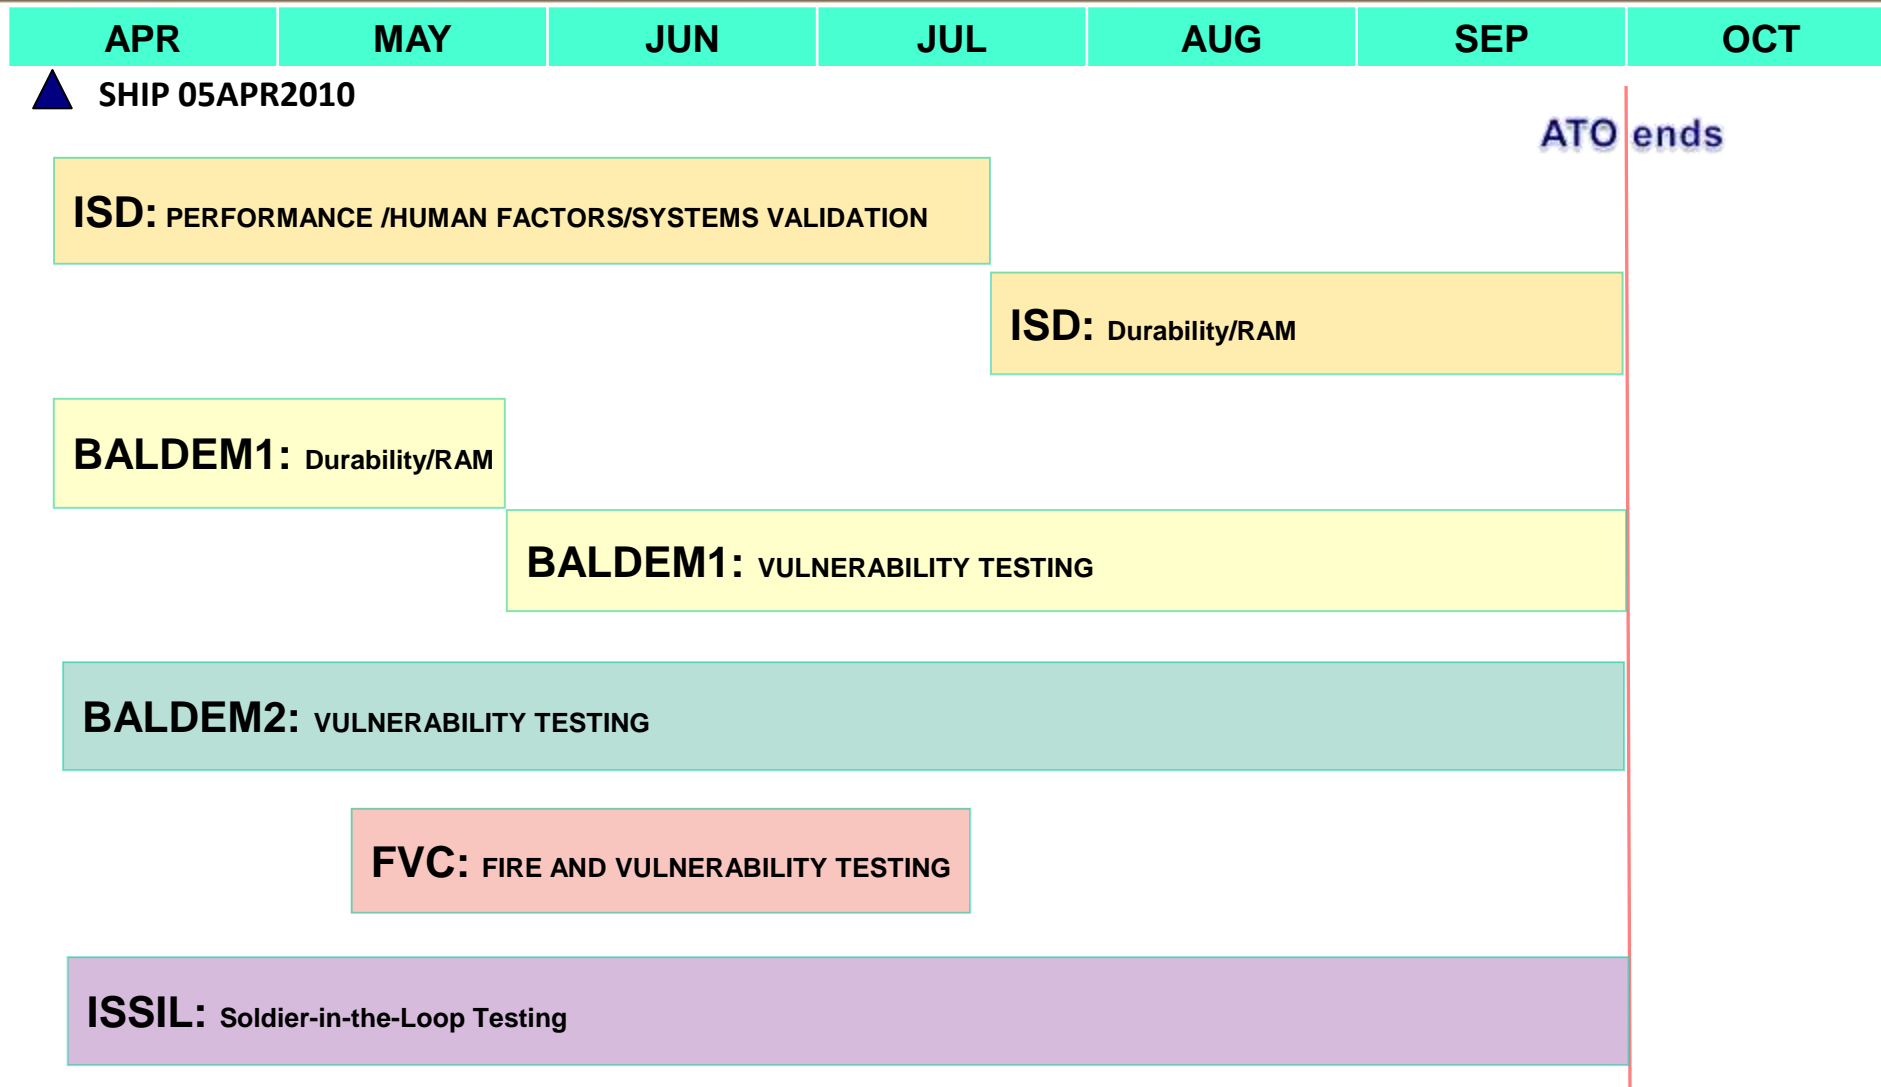 APR MAY JUN JUL AUG SEP OCT
SHIP 05APR2010
ATO ends
ISD: PERFORMANCE /HUMAN FACTORS/SYSTEMS VALIDATION
ISD: Durability/RAM
BALDEM1: Durability/RAM
BALDEM1: VULNERABILITY TESTING
BALDEM2: VULNERABILITY TESTING
FVC: FIRE AND VULNERABILITY TESTING
ISSIL: Soldier-in-the-Loop Testing